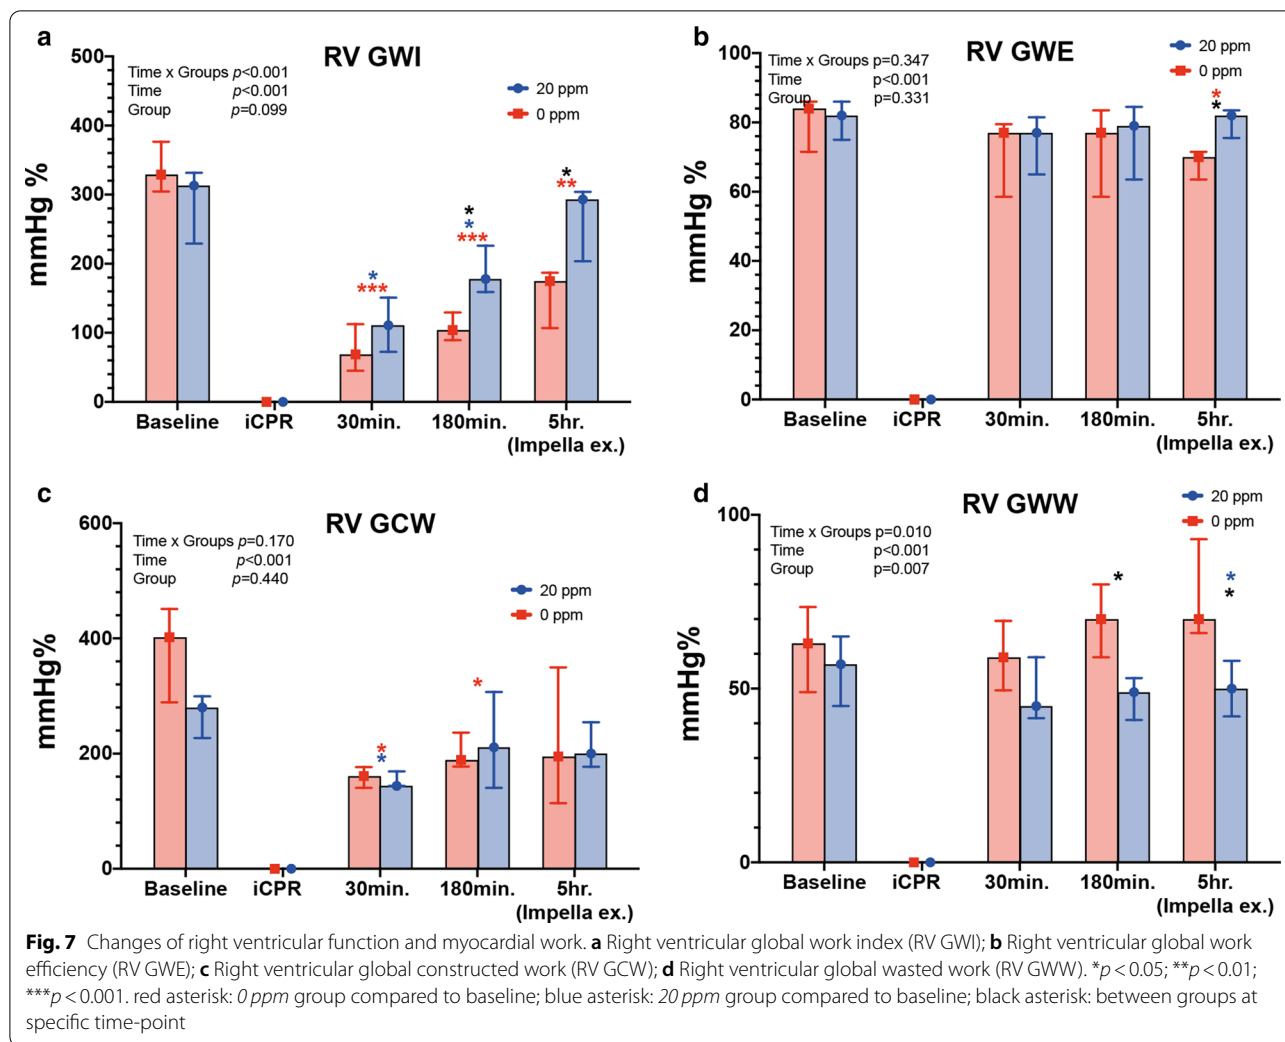 a
RV GWI
500
400
300
200
100
0
mmHg %
Time x Groups p<0.001
Time p<0.001
Group p=0.099
20 ppm
0 ppm
*
***
*
*
***
*
**
Baseline iCPR 30min. 180min. 5hr.
(Impella ex.)
b
RV GWE
100
80
60
40
20
0
mmHg %
Time x Groups p=0.347
Time p<0.001
Group p=0.331
20 ppm
0 ppm
*
*
Baseline iCPR 30min. 180min. 5hr.
(Impella ex.)
c
RV GCW
600
400
200
0
mmHg%
Time x Groups p=0.170
Time p<0.001
Group p=0.440
20 ppm
0 ppm
*
*
*
Baseline iCPR 30min. 180min. 5hr.
(Impella ex.)
d
RV GWW
100
50
0
mmHg%
Time x Groups p=0.010
Time p<0.001
Group p=0.007
20 ppm
0 ppm
*
*
*
Baseline iCPR 30min. 180min. 5hr.
(Impella ex.)
Fig. 7 Changes of right ventricular function and myocardial work. a Right ventricular global work index (RV GWI); b Right ventricular global work
efficiency (RV GWE); c Right ventricular global constructed work (RV GCW); d Right ventricular global wasted work (RV GWW). *p < 0.05; **p < 0.01;
***p < 0.001. red asterisk: 0 ppm group compared to baseline; blue asterisk: 20 ppm group compared to baseline; black asterisk: between groups at
specific time-point